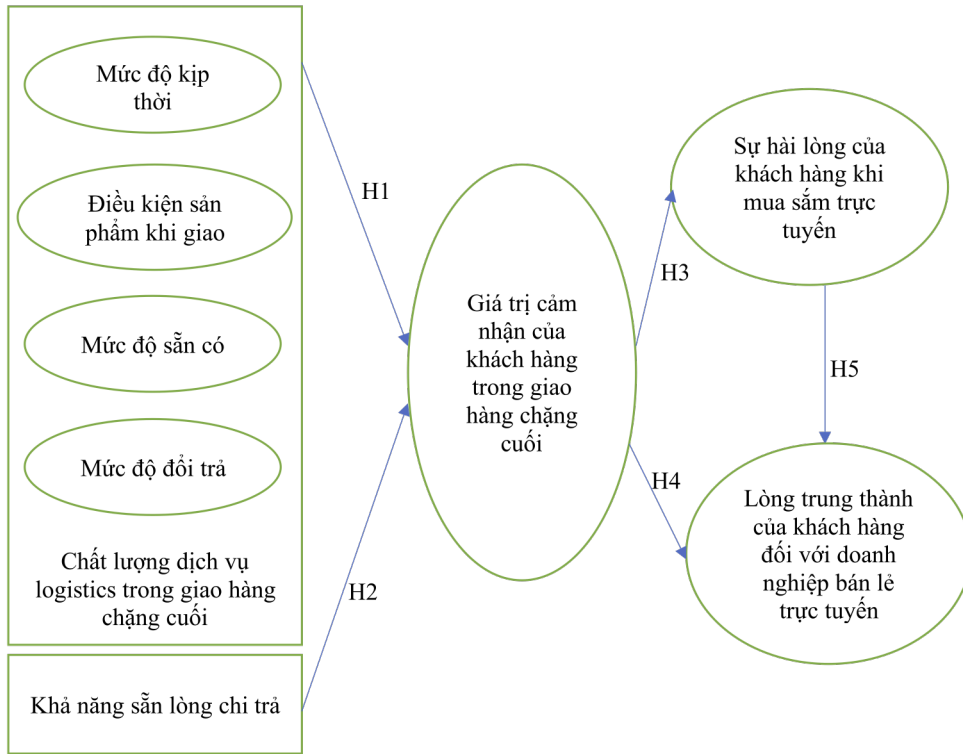 Mức độ kịp
thời
Điều kiện sản
phẩm khi giao
Mức độ sẵn có
Mức độ đổi trả
Chất lượng dịch vụ
logistics trong giao hàng
chặng cuối
Khả năng sẵn lòng chi trả
H1
H2
Giá trị cảm
nhận của
khách hàng
trong giao
hàng chặng
cuối
H3
H4
Sự hài lòng của
khách hàng khi
mua sắm trực
tuyến
H5
Lòng trung thành
của khách hàng
đối với doanh
nghiệp bán lẻ
trực tuyến